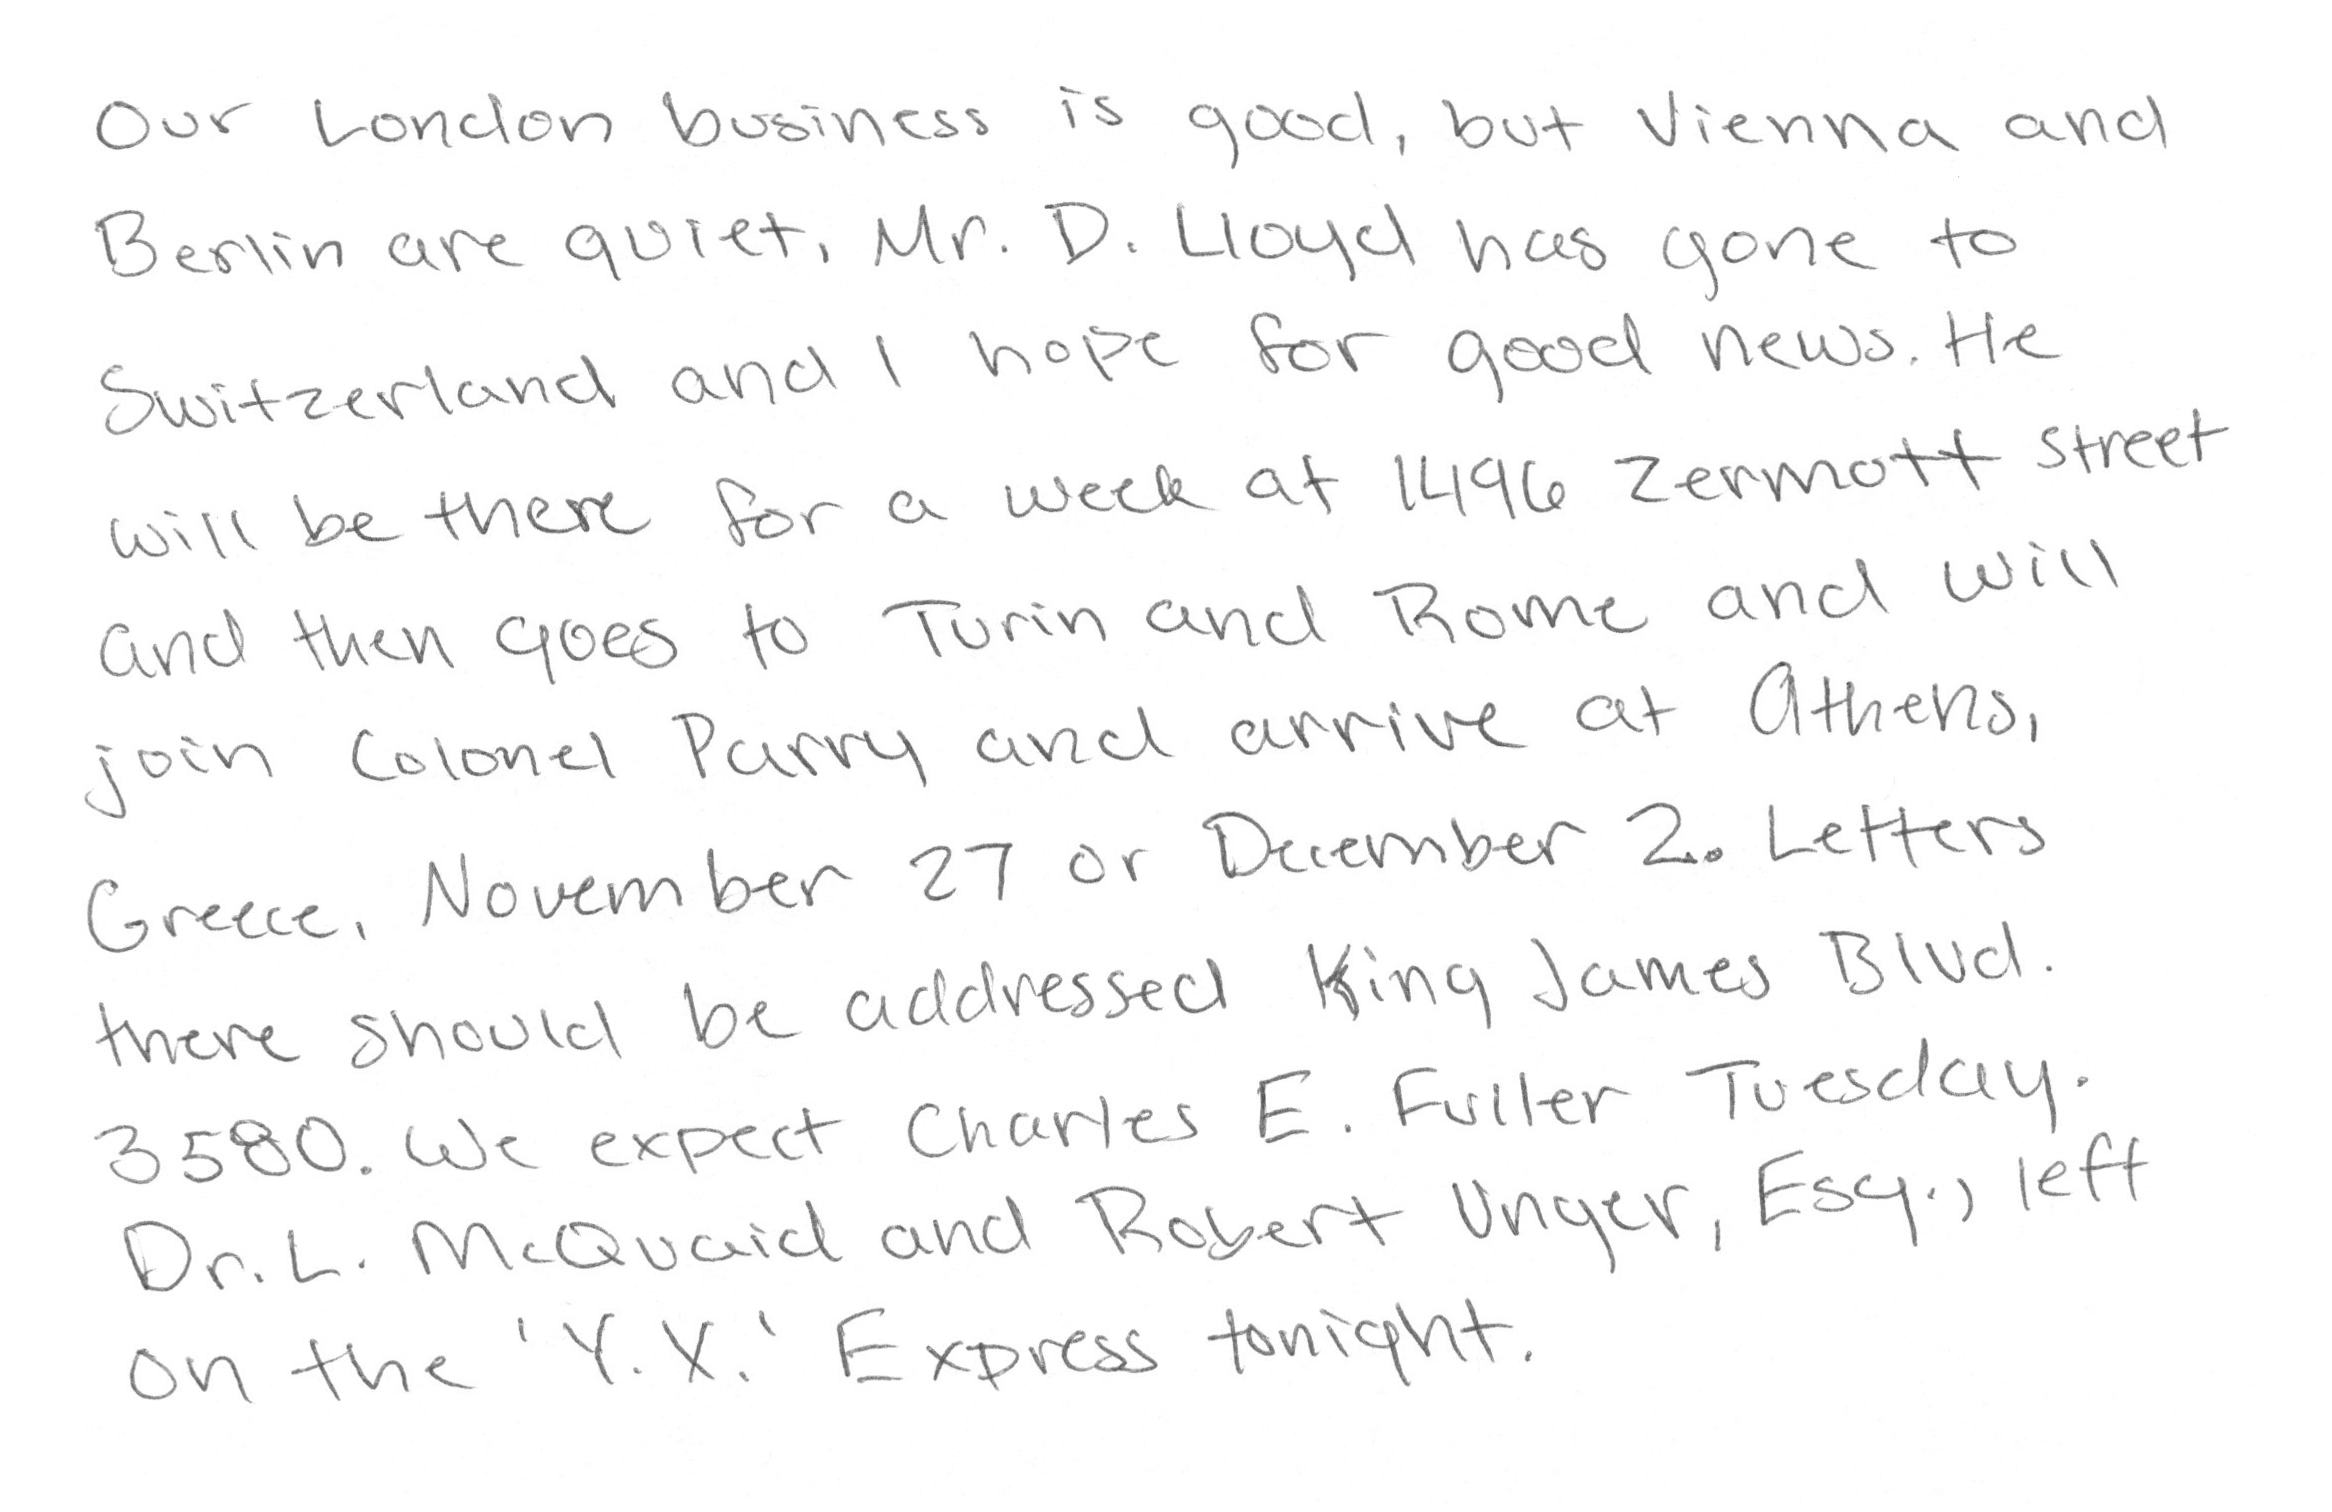 Our London business is good, but Vienna and
Berlin are quiet. Mr. D. Lloyd has gone to
Switzerland and I hope for good news. He
will be there for a week at 1496 Zermott street
and then goes to Turin and Rome and will
join Colonel Parry and arrive at Athens,
Greece, November 27 or December 2. Letters
there should be addressed King James Blvd.
3580. We expect Charles E. Fuller Tuesday.
Dr. L. McQuaid and Robert Unger, Esq., left
on the 'Y.X.' Express tonight.